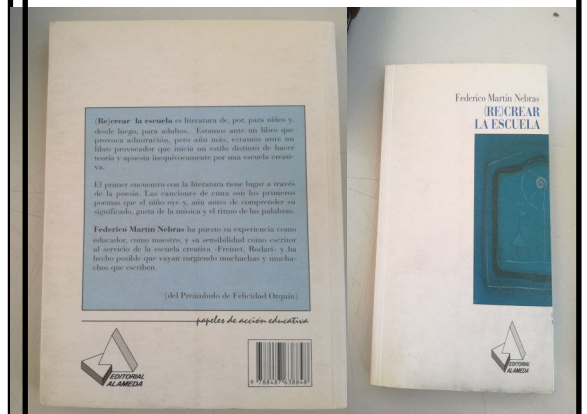 (Re)crear la escuela es literatura de, por, para niños y,
desde luego, para adultos. Estamos ante un libro que
provoca admiración, pero aún más, estamos ante un
libro provocador que inicia un estilo distinto de hacer
teoría y apuesta inequívocamente por una escuela creati-
va.
El primer encuentro con la literatura tiene lugar a través
de la poesía. Las canciones de cuna son los primeros
poemas que el niño oye y, aún antes de comprender su
significado, gusta de la música y el ritmo de las palabras.
Federico Martín Nebras ha puesto su experiencia como
educador, como maestro, y su sensibilidad como escritor
al servicio de la escuela creativa -Freinet, Rodari- y ha
hecho posible que vayan surgiendo muchachas y mucha-
chos que escriben.
(del Preámbulo de Felicidad Orquín)
papeles de acción educativa
EDITORIAL
ALAMEDA
9 788487 638848
Federico Martín Nebras
(RE)CREAR
LA ESCUELA
EDITORIAL
ALAMEDA